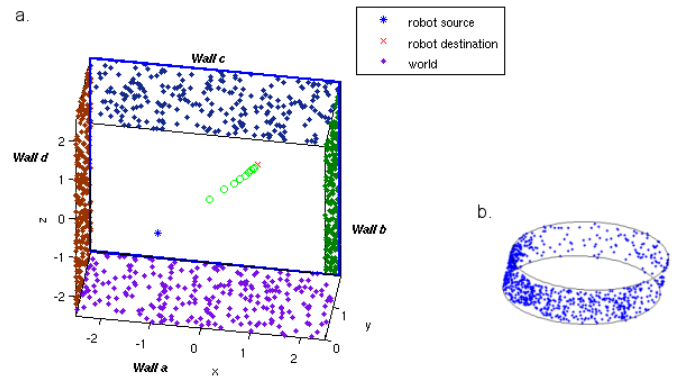 a.
robot source
robot destination
world
Wall c
Wall d
Wall b
Wall a
z
2
1
0
-1
-2
-2
-1
0
1
2
x
0
1
y
b.